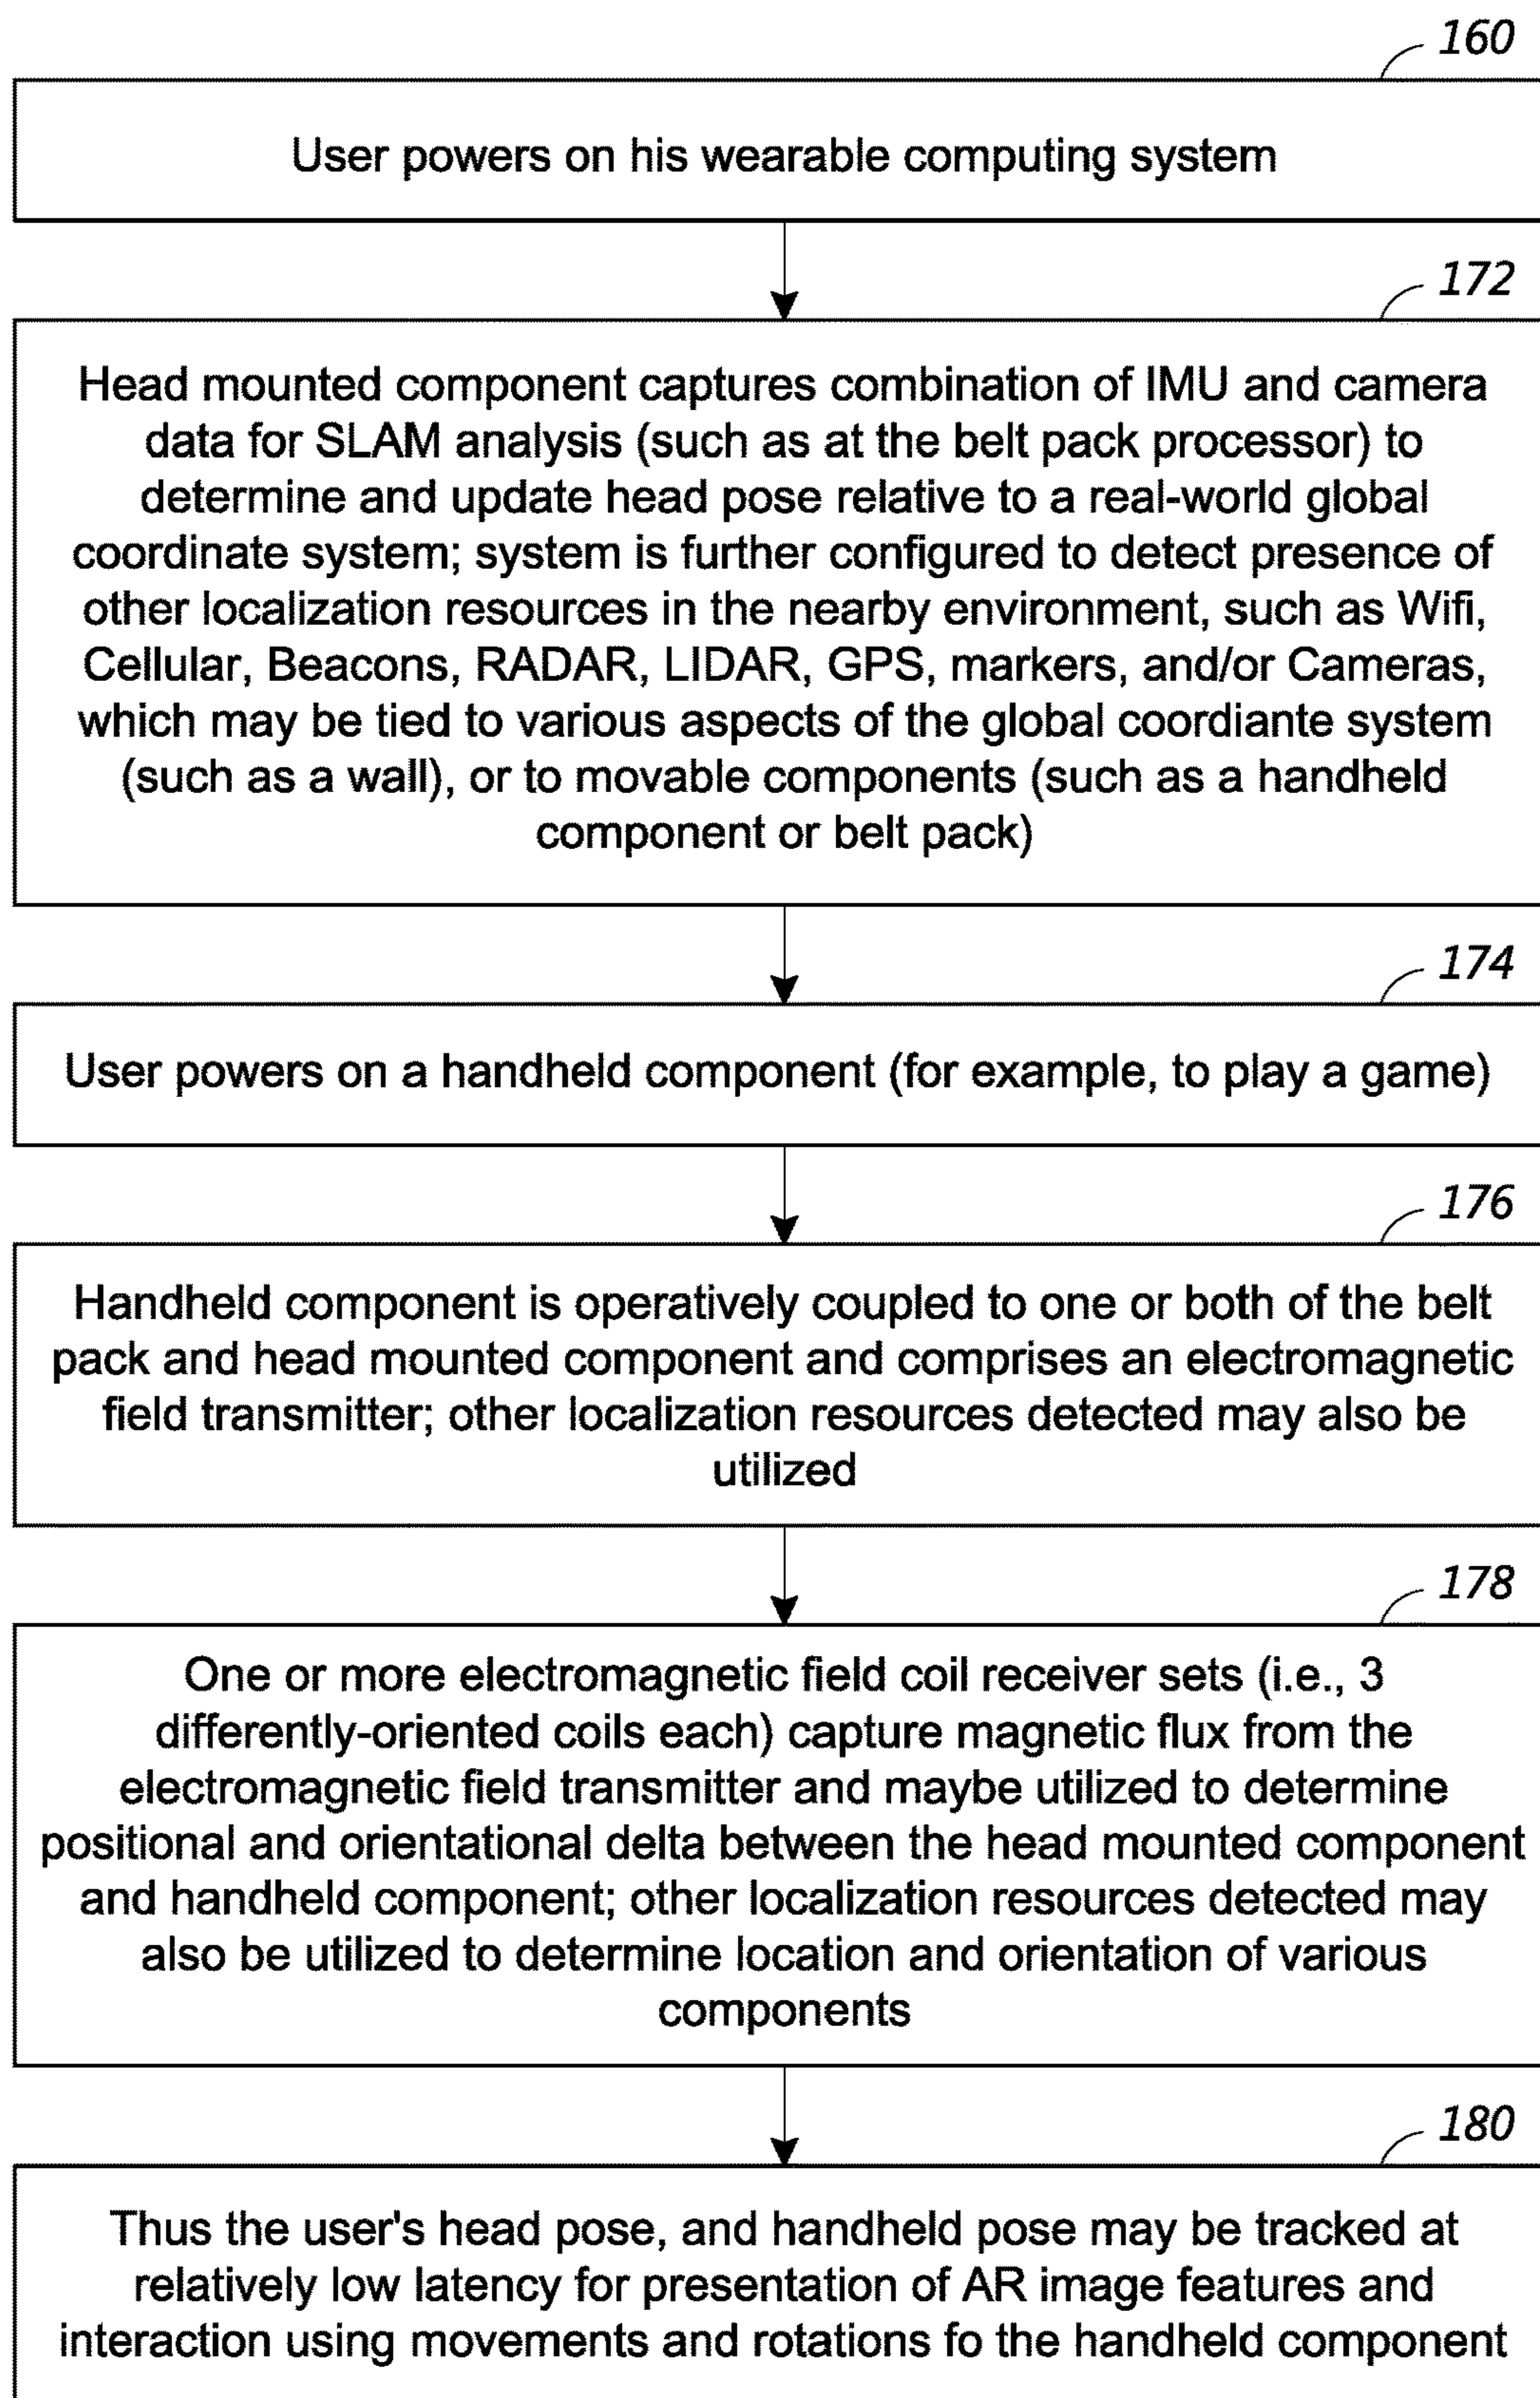 160
User powers on his wearable computing system
172
Head mounted component captures combination of IMU and camera
data for SLAM analysis (such as at the belt pack processor) to
determine and update head pose relative to a real-world global
coordinate system; system is further configured to detect presence of
other localization resources in the nearby environment, such as Wifi,
Cellular, Beacons, RADAR, LIDAR, GPS, markers, and/or Cameras,
which may be tied to various aspects of the global coordiante system
(such as a wall), or to movable components (such as a handheld
component or belt pack)
174
User powers on a handheld component (for example, to play a game)
176
Handheld component is operatively coupled to one or both of the belt
pack and head mounted component and comprises an electromagnetic
field transmitter; other localization resources detected may also be
utilized
178
One or more electromagnetic field coil receiver sets (i.e., 3
differently-oriented coils each) capture magnetic flux from the
electromagnetic field transmitter and maybe utilized to determine
positional and orientational delta between the head mounted component
and handheld component; other localization resources detected may
also be utilized to determine location and orientation of various
components
180
Thus the user's head pose, and handheld pose may be tracked at
relatively low latency for presentation of AR image features and
interaction using movements and rotations fo the handheld component